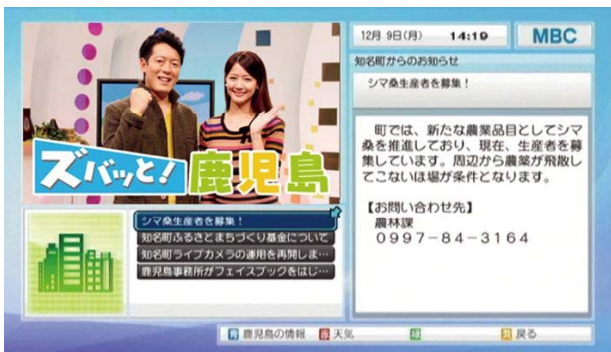 12月 9日(月) 14:19 MBC
ズバッと!鹿児島
知名町からのお知らせ
シマ桑生産者を募集!
町では、新たな農業品目としてシマ
桑を推進しており、現在、生産者を募
集しています。周辺から農薬が飛散し
てこないほ場が条件となります。
【お問い合わせ先】
農林課
0997-84-3164
シマ桑生産者を募集!
知名町ふるさとまちづくり基金について
知名町ライブカメラの運用を再開しま…
鹿児島事務所がフェイスブックをはじ…
青 鹿児島の情報 赤 天気 緑 黄 戻る